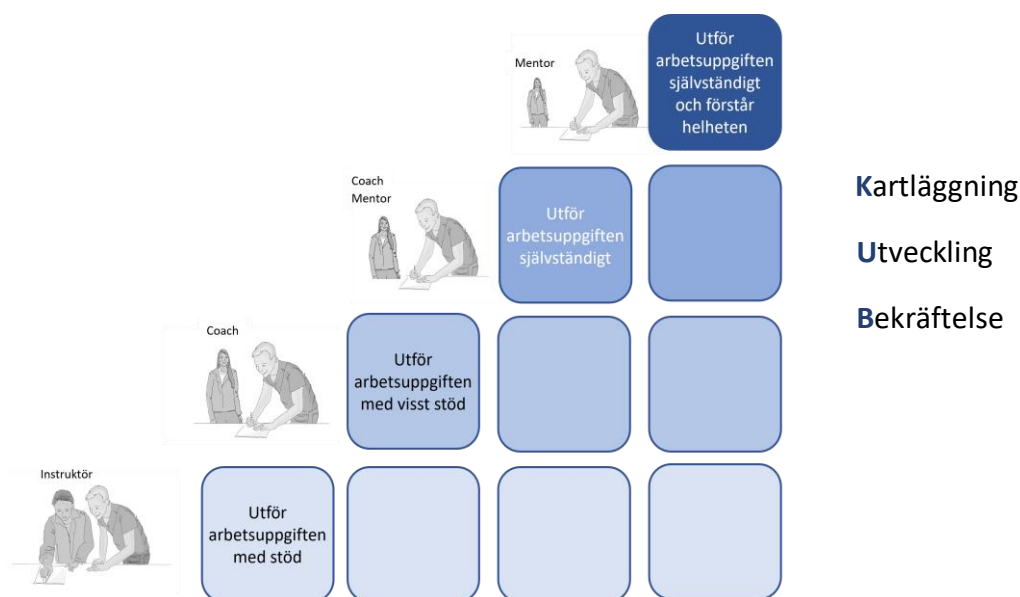 Mentor
Utför
arbetsuppgiften
självständigt
och förstår
helheten
Coach
Mentor
Utför
arbetsuppgiften
självständigt
Coach
Utför
arbetsuppgiften
med visst stöd
Instruktör
Utför
arbetsuppgiften
med stöd
Kartläggning
Utveckling
Bekräftelse